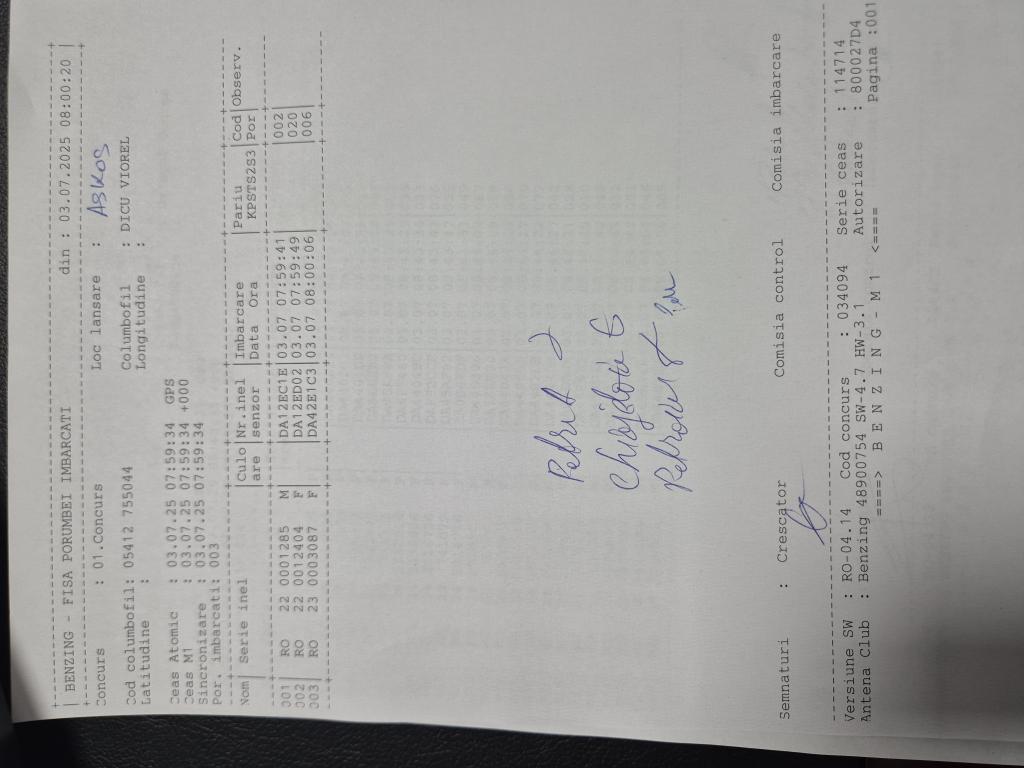 BENZING - FISA PORUMBEI IMBARCATI din : 03.07.2025 08:00:20
Concurs : 01.Concurs Loc lansare : ASKOS
Cod columbofil: 05412 755044 Columbofil : DICU VIOREL
Latitudine : Longitudine :
Ceas Atomic : 03.07.25 07:59:34 GPS
Ceas M1 : 03.07.25 07:59:34 +000
Sincronizare : 03.07.25 07:59:34
Por. imbarcati: 003
Nom| Serie inel |Culo|Nr.inel|Imbarcare |Pariu |Cod|Observ.
|are |senzor |Data ora | KPSTS2S3|Por|
001| RO 22 0001285 M| |DA12EC1E|03.07 07:59:41| |002|
002| RO 22 0012404 F| |DA12ED02|03.07 07:59:49| |020|
003| RO 23 0003087 F| |DA42E1C3|03.07 08:00:06| |006|
Semnaturi : Crescator Comisia control Comisia imbarcare
Versiune SW : RO-04.14 Cod concurs : 034094 Serie ceas : 114714
Antena Club : Benzing 48900754 SW-4.7 HW-3.1 Autorizare : 800027D4
====> B E N Z I N G - M 1 <==== Pagina :001